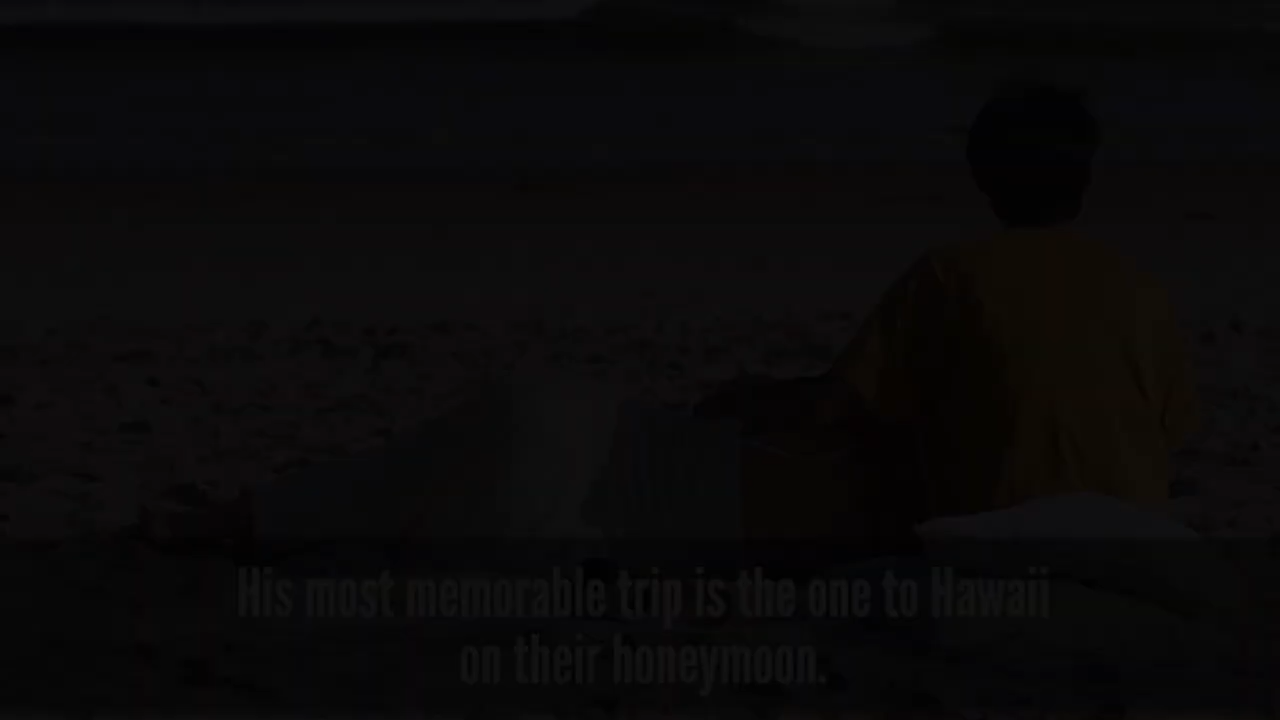 His most memorable trip is the one to Hawaii
on their honeymoon.